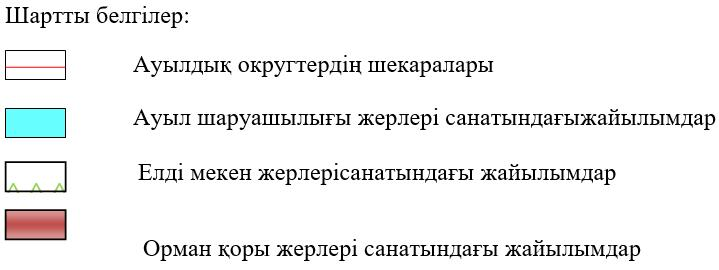 Шартты белгілер:
Ауылдық округтердің шекаралары
Ауыл шаруашылығы жерлері санатындағыжайылымдар
Елді мекен жерлерісанатындағы жайылымдар
Орман қоры жерлері санатындағы жайылымдар